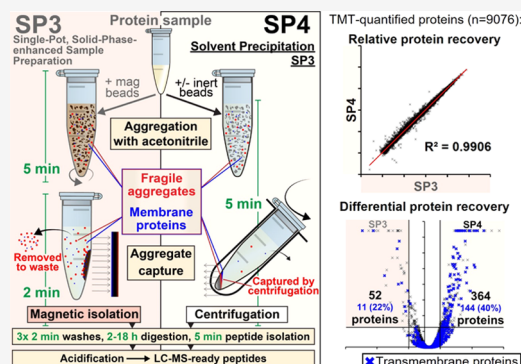 SP3
Single-Pot, Solid-Phase-
enhanced Sample
Preparation
Protein sample
SP4
Solvent Precipitation
SP3
+ mag
beads
+/- inert
beads
Aggregation
with acetonitrile
5 min
Fragile
aggregates
Membrane
proteins
5 min
Removed
to waste
Aggregate
capture
Captured by
centrifugation
2 min
Magnetic isolation
Centrifugation
3x 2 min washes, 2-18 h digestion, 5 min peptide isolation
Acidification → LC-MS-ready peptides
TMT-quantified proteins (n=9076):
Relative protein recovery
SP4
R² = 0.9906
SP3
Differential protein recovery
SP3
SP4
52
11 (22%)
proteins
364
144 (40%)
proteins
Transmembrane proteins